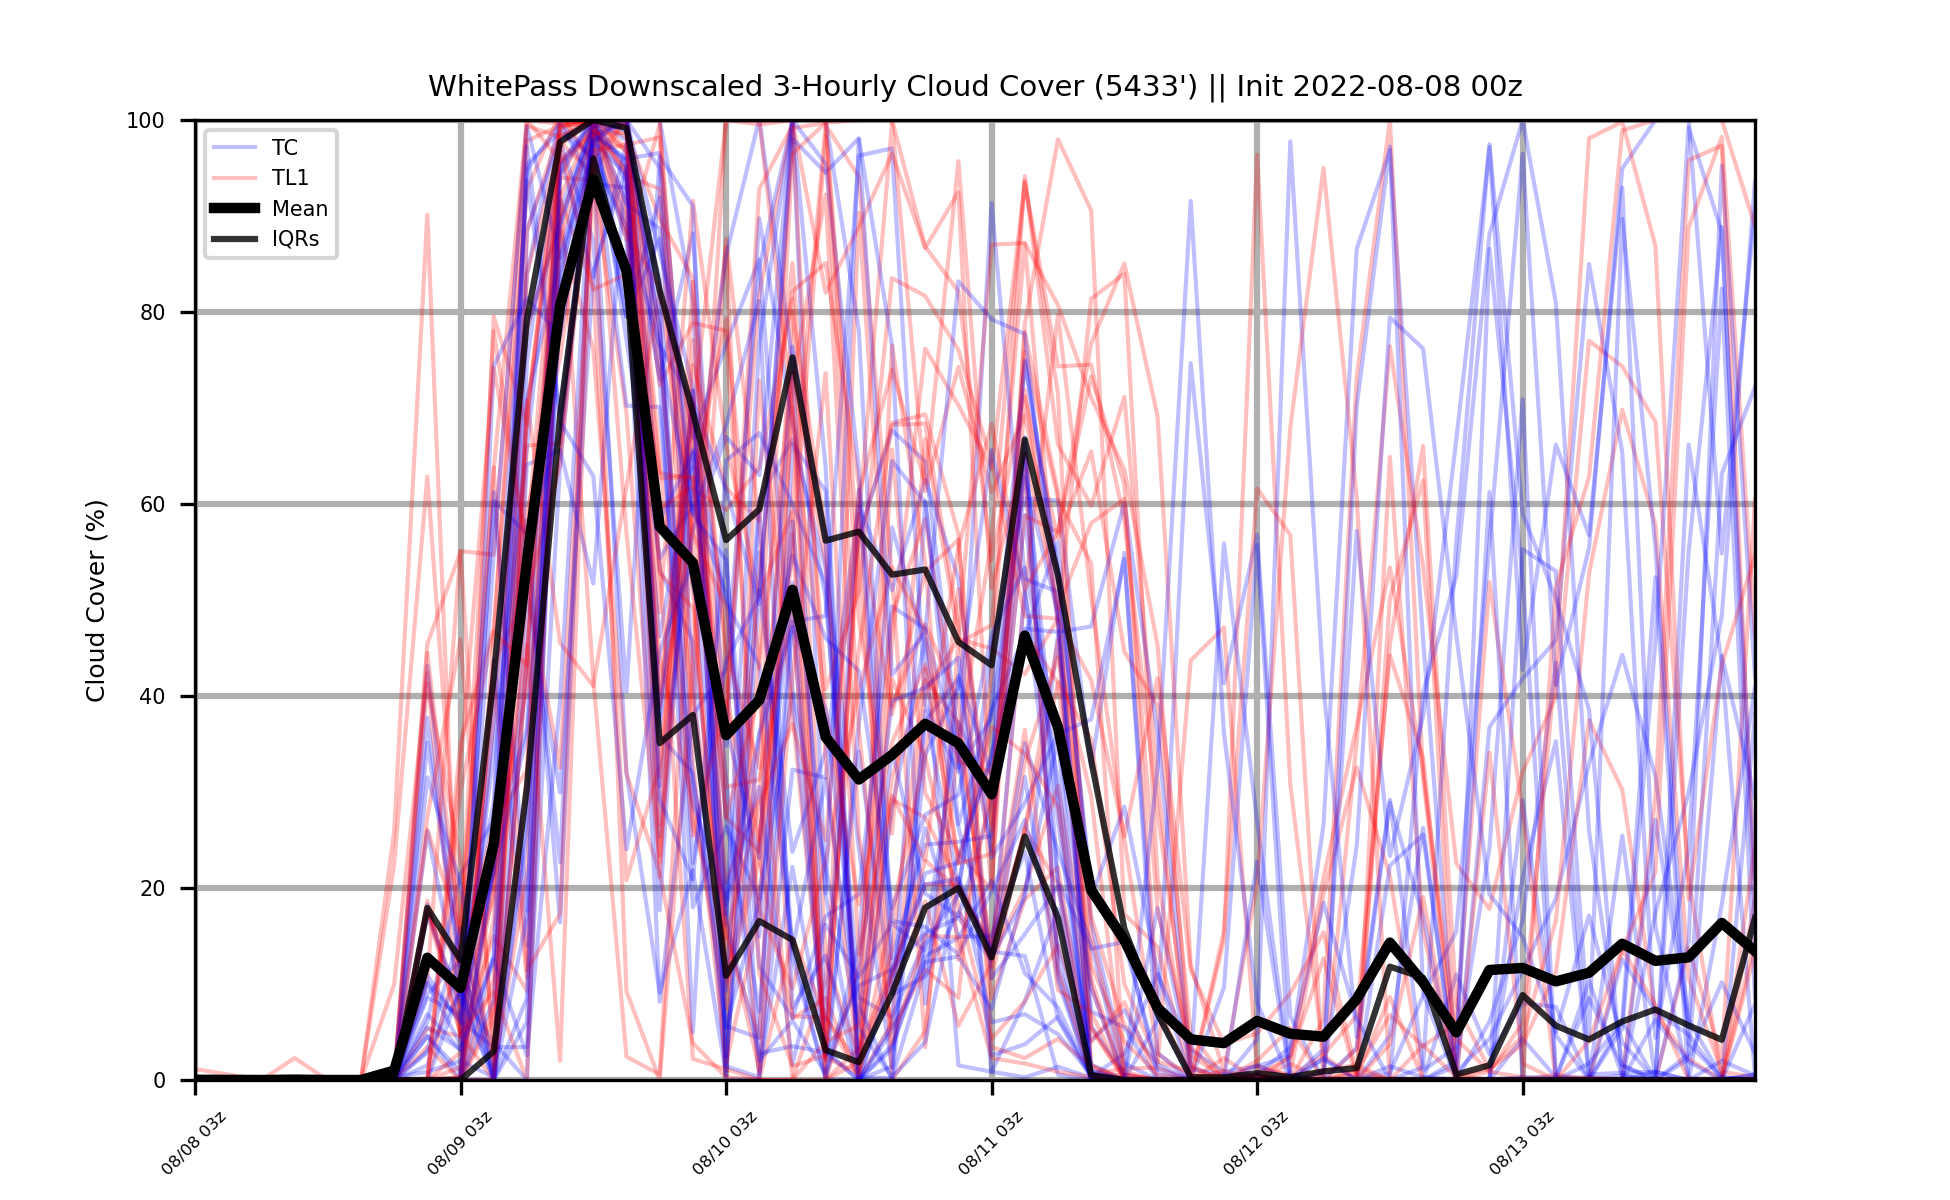 WhitePass Downscaled 3-Hourly Cloud Cover (5433') || Init 2022-08-08 00z
TC
TL1
Mean
IQRs
Cloud Cover (%)
100
80
60
40
20
0
08/08 03z
08/09 03z
08/10 03z
08/11 03z
08/12 03z
08/13 03z